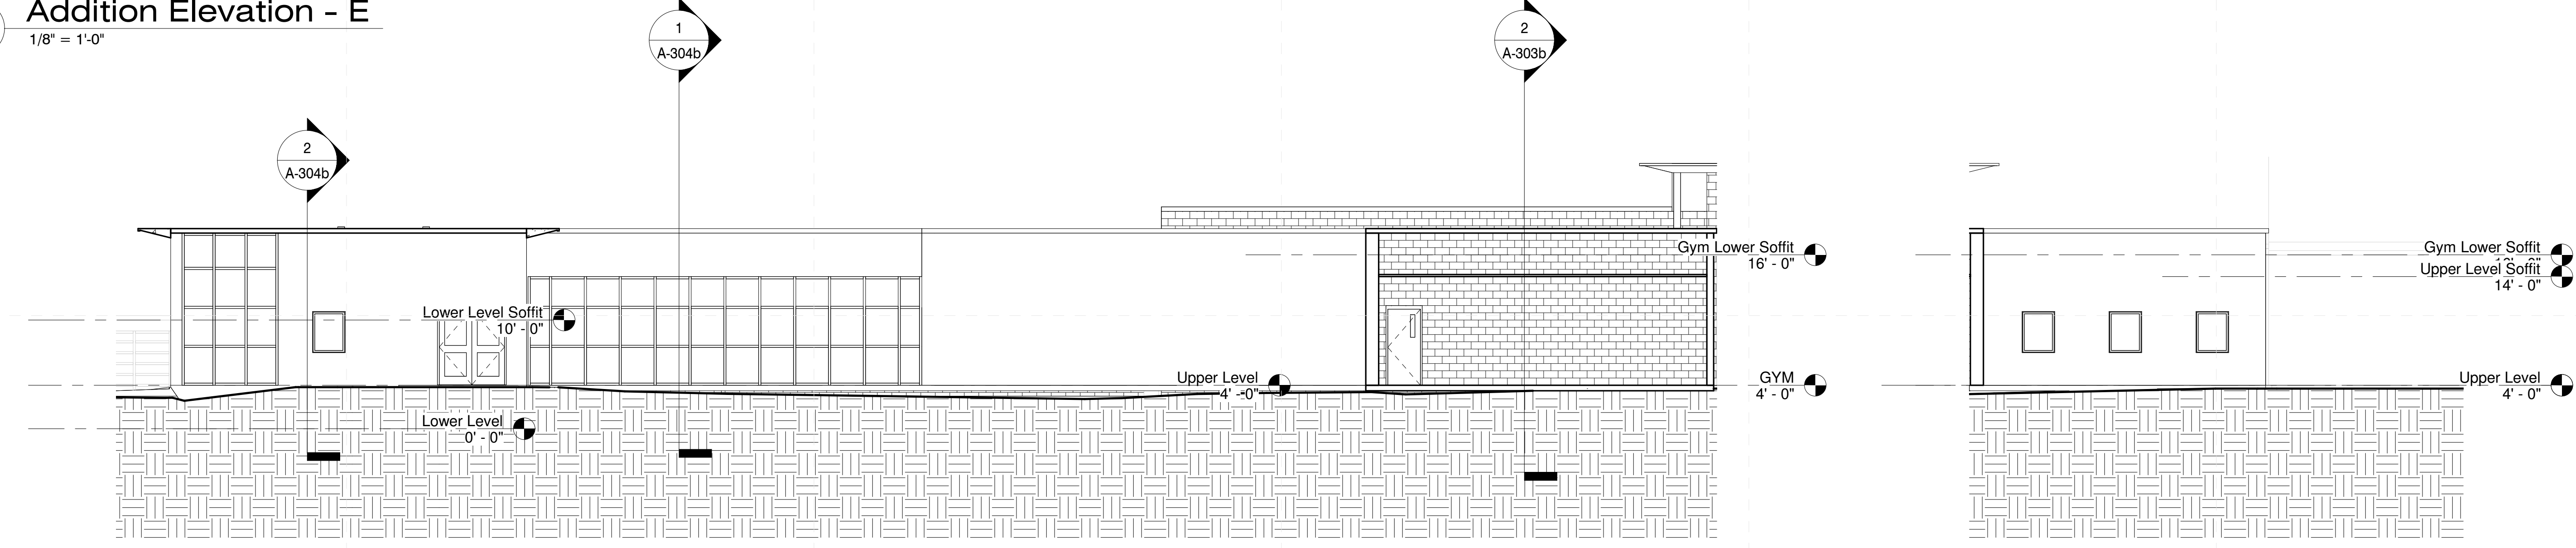 Addition Elevation - E
1/8" = 1'-0"
1
A-304b
2
A-303b
2
A-304b
Gym Lower Soffit
16' - 0"
Gym Lower Soffit
Upper Level Soffit
14' - 0"
Lower Level Soffit
10' - 0"
Upper Level
4' - 0"
GYM
4' - 0"
Upper Level
4' - 0"
Lower Level
0' - 0"